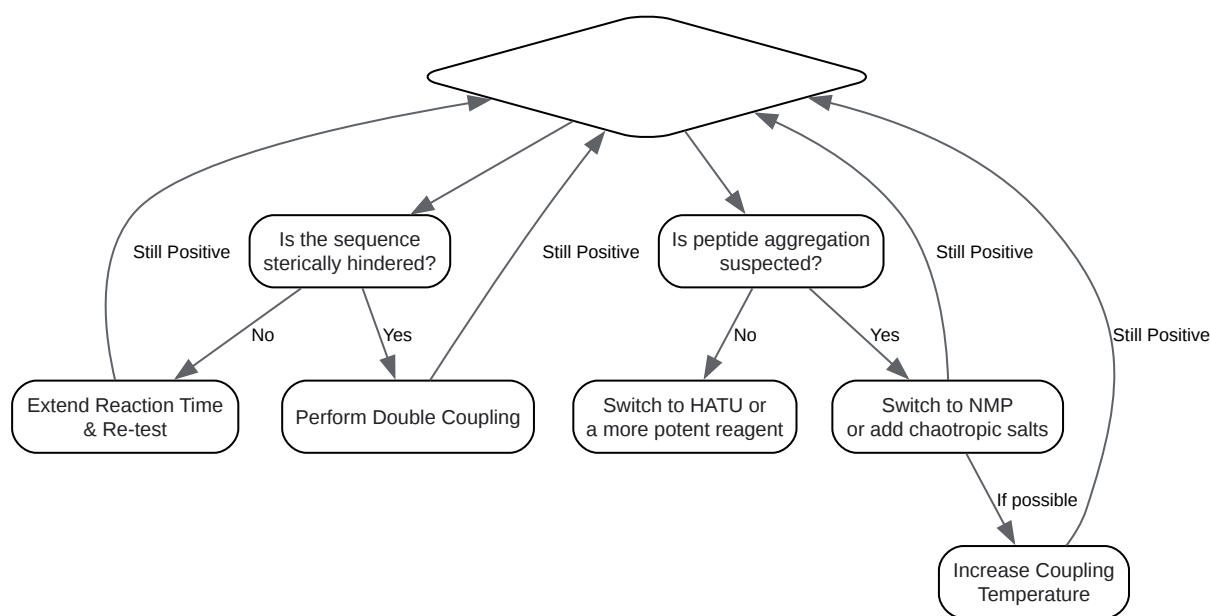 Is the sequence
sterically hindered?
Is peptide aggregation
suspected?
Still Positive
Still Positive
Still Positive
No
Yes
No
Yes
Still Positive
Extend Reaction Time
& Re-test
Perform Double Coupling
Switch to HATU or
a more potent reagent
Switch to NMP
or add chaotropic salts
If possible
Increase Coupling
Temperature